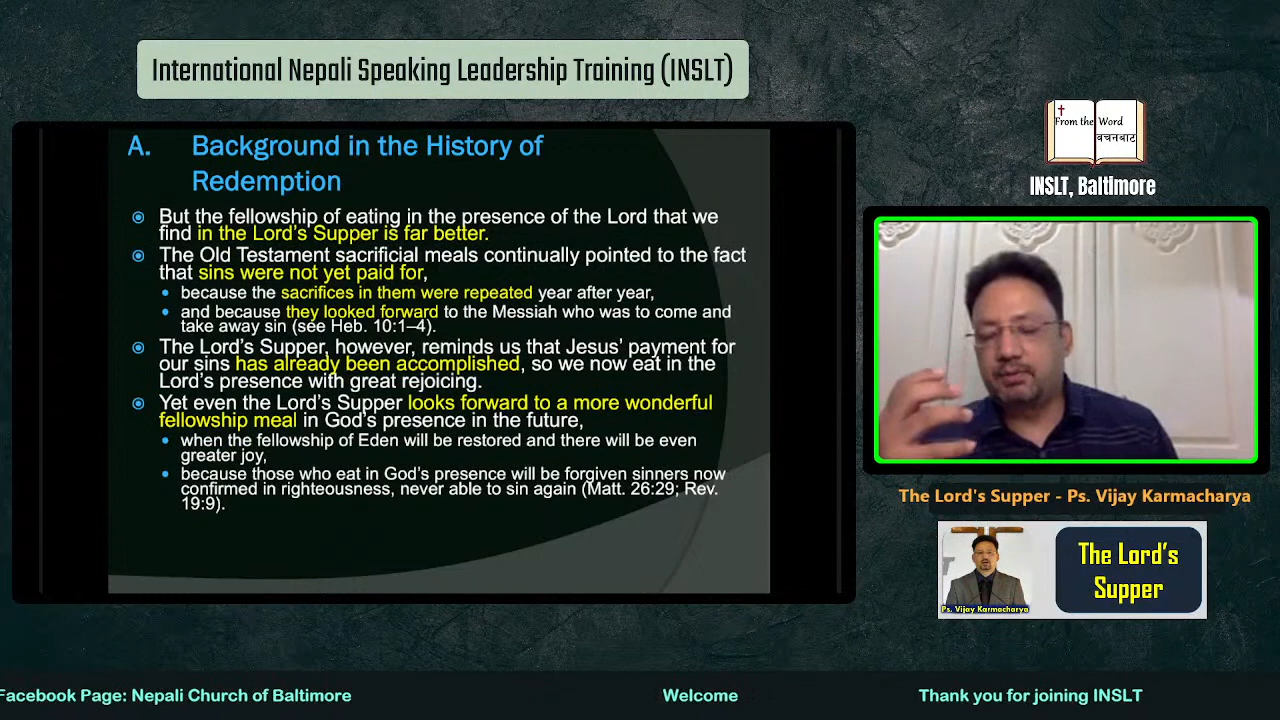 International Nepali Speaking Leadership Training (INSLT)
A. Background in the History of
Redemption
But the fellowship of eating in the presence of the Lord that we
find in the Lord's Supper is far better.
The Old Testament sacrificial meals continually pointed to the fact
that sins were not yet paid for,
because the sacrifices in them were repeated year after year,
and because they looked forward to the Messiah who was to come and
take away sin (see Heb. 10:1–4).
The Lord's Supper, however, reminds us that Jesus' payment for
our sins has already been accomplished, so we now eat in the
Lord's presence with great rejoicing.
Yet even the Lord's Supper looks forward to a more wonderful
fellowship meal in God's presence in the future,
when the fellowship of Eden will be restored and there will be even
greater joy,
because those who eat in God's presence will be forgiven sinners now
confirmed in righteousness, never able to sin again (Matt. 26:29; Rev.
19:9).
From the Word
वचनबाट
INSLT, Baltimore
The Lord's Supper - Ps. Vijay Karmacharya
Ps. Vijay Karmacharya
The Lord's
Supper
Facebook Page: Nepali Church of Baltimore
Welcome
Thank you for joining INSLT